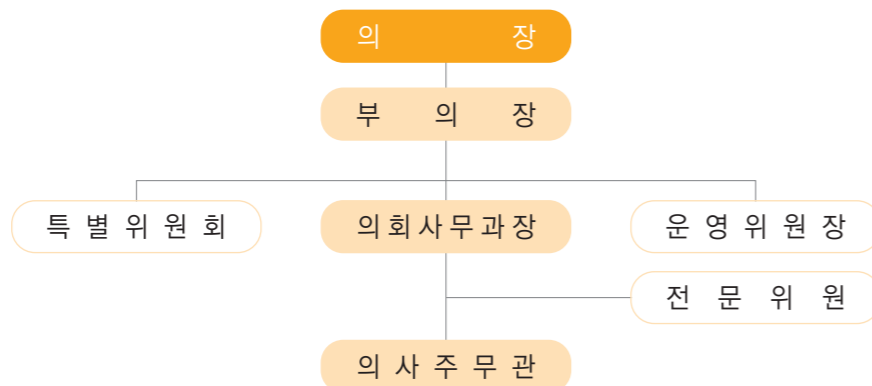 의 장
부 의 장
특별위원회
의회사무과장
운영위원장
전문위원
의사주무관